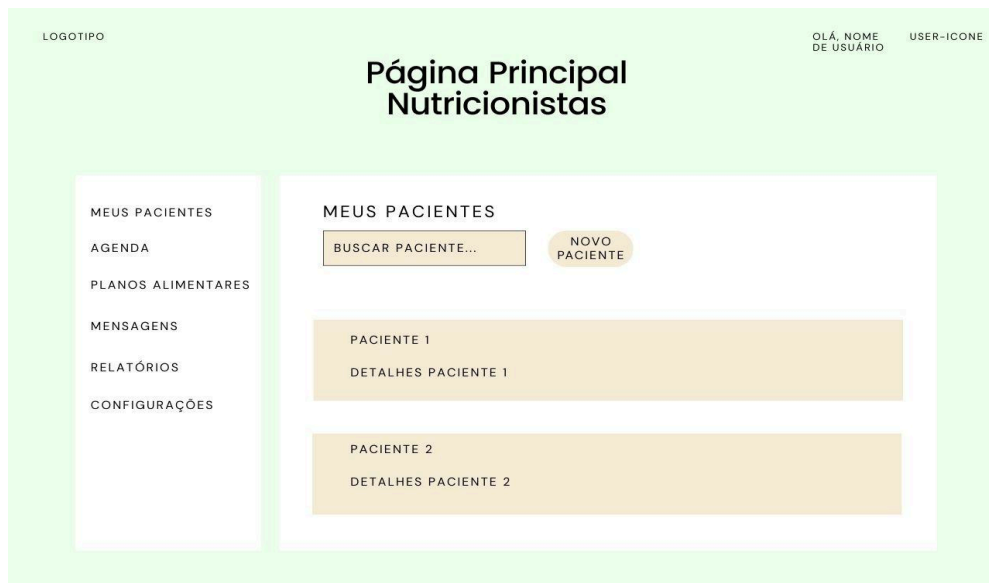 LOGOTIPO
OLÁ, NOME
DE USUÁRIO
USER-ICONE
Página Principal
Nutricionistas
MEUS PACIENTES
AGENDA
PLANOS ALIMENTARES
MENSAGENS
RELATÓRIOS
CONFIGURAÇÕES
MEUS PACIENTES
BUSCAR PACIENTE...
NOVO
PACIENTE
PACIENTE 1
DETALHES PACIENTE 1
PACIENTE 2
DETALHES PACIENTE 2